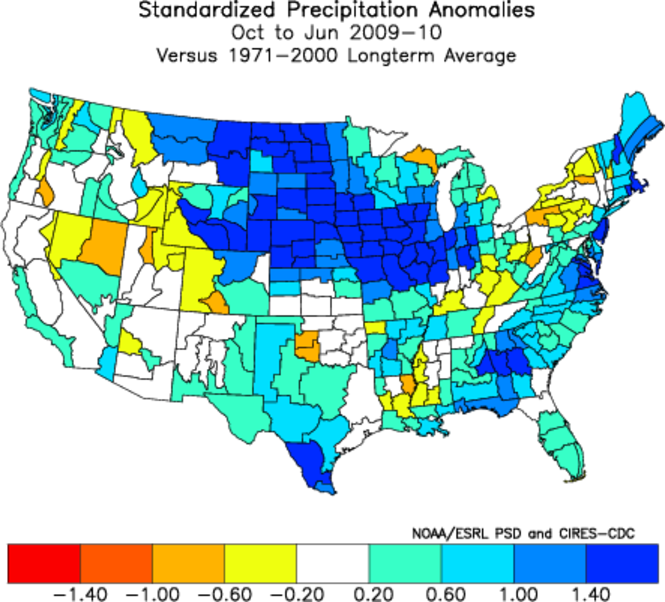 Standardized Precipitation Anomalies
Oct to Jun 2009-10
Versus 1971-2000 Longterm Average
NOAA/ESRL PSD and CIRES-CDC
-1.40 -1.00 -0.60 -0.20 0.20 0.60 1.00 1.40